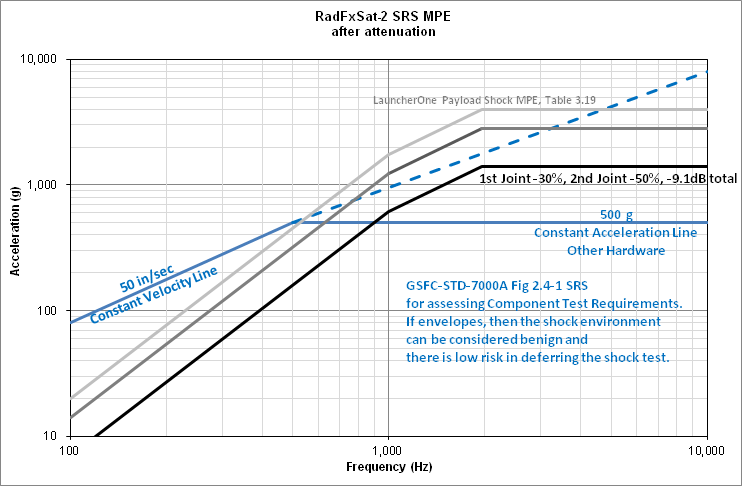 RadFxSat-2 SRS MPE
after attenuation
10,000
1,000
100
10
Acceleration (g)
LauncherOne Payload Shock MPE, Table 3.19
1st Joint -30%, 2nd Joint -50%, -9.1dB total
500 g
Constant Acceleration Line
Other Hardware
50 in/sec
Constant Velocity Line
GSFC-STD-7000A Fig 2.4-1 SRS
for assessing Component Test Requirements.
If envelopes, then the shock environment
can be considered benign and
there is low risk in deferring the shock test.
100
1,000
10,000
Frequency (Hz)